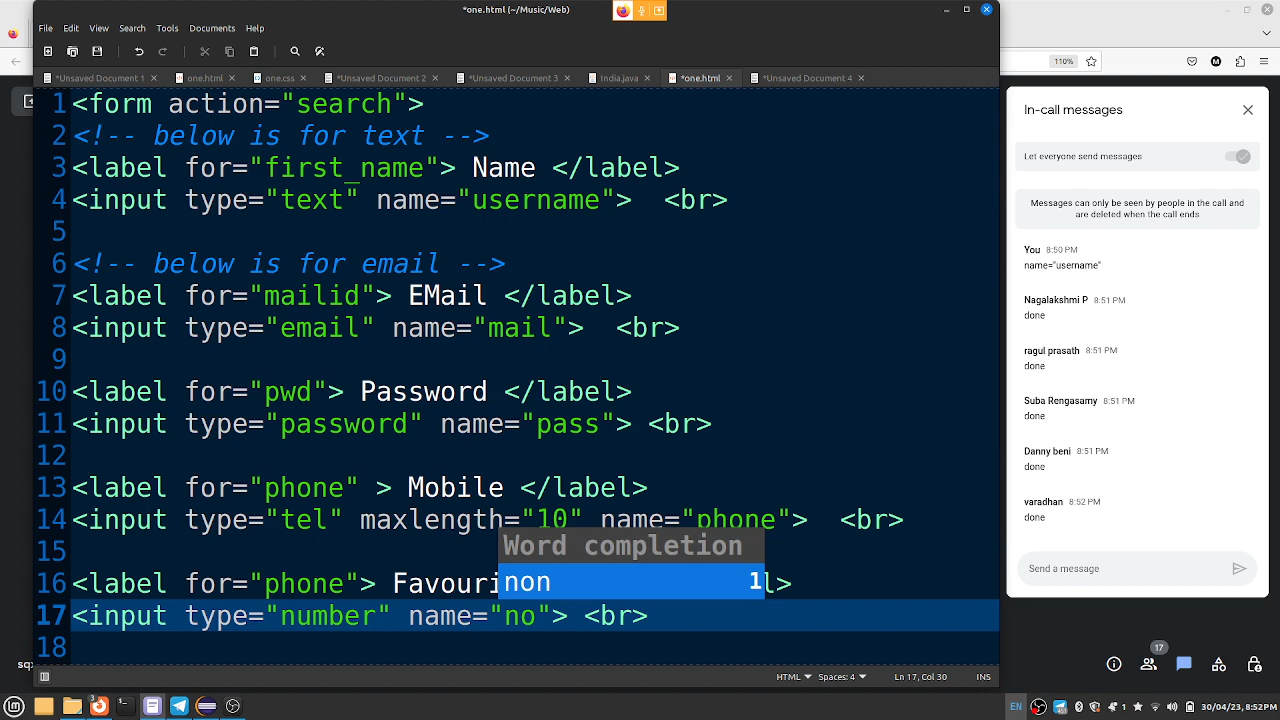 *one.html (~/Music/Web)
File Edit View Search Tools Documents Help
*Unsaved Document 1 one.html one.css *Unsaved Document 2 *Unsaved Document 3 India.java *one.html *Unsaved Document 4
1 <form action="search">
2 <!-- below is for text -->
3 <label for="first_name"> Name </label>
4 <input type="text" name="username">  <br>
5
6 <!-- below is for email -->
7 <label for="mailid"> EMail </label>
8 <input type="email" name="mail">  <br>
9
10 <label for="pwd"> Password </label>
11 <input type="password" name="pass"> <br>
12
13 <label for="phone" > Mobile </label>
14 <input type="tel" maxlength="10" name="phone">  <br>
15
Word completion
non 1
16 <label for="phone"> Favouri l>
17 <input type="number" name="no"> <br>
18
HTML Spaces: 4 Ln 17, Col 30 INS
110%
In-call messages
Let everyone send messages
Messages can only be seen by people in the call and
are deleted when the call ends
You 8:50 PM
name="username"
Nagalakshmi P 8:51 PM
done
ragul prasath 8:51 PM
done
Suba Rengasamy 8:51 PM
done
Danny beni 8:51 PM
done
varadhan 8:52 PM
done
Send a message
17
sq
3
EN
1
30/04/23, 8:52PM